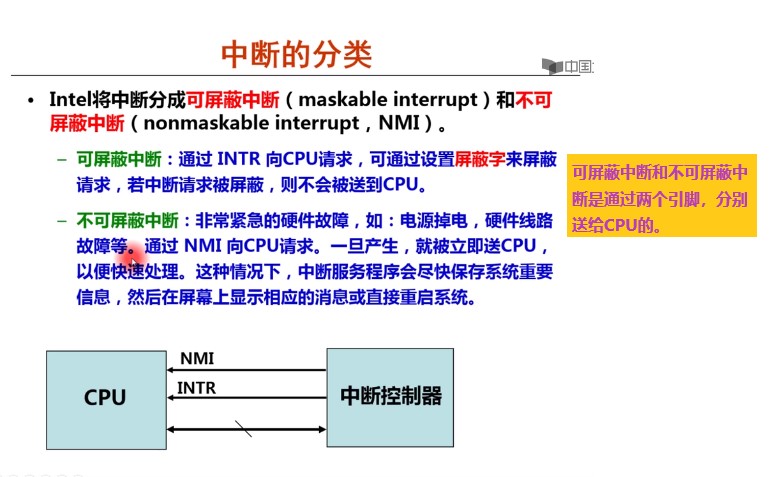 中断的分类
中国
• Intel将中断分成可屏蔽中断（maskable interrupt）和不可
屏蔽中断（nonmaskable interrupt，NMI）。
– 可屏蔽中断：通过 INTR 向CPU请求，可通过设置屏蔽字来屏蔽
请求，若中断请求被屏蔽，则不会被送到CPU。
– 不可屏蔽中断：非常紧急的硬件故障，如：电源掉电，硬件线路
故障等。通过 NMI 向CPU请求。一旦产生，就被立即送CPU，
以便快速处理。这种情况下，中断服务程序会尽快保存系统重要
信息，然后在屏幕上显示相应的消息或直接重启系统。
可屏蔽中断和不可屏蔽中
断是通过两个引脚，分别
送给CPU的。
NMI
INTR
CPU
中断控制器